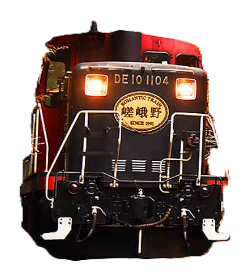 DE10 1104
ROMANTIC TRAIN
嵯峨野
SINCE 1991